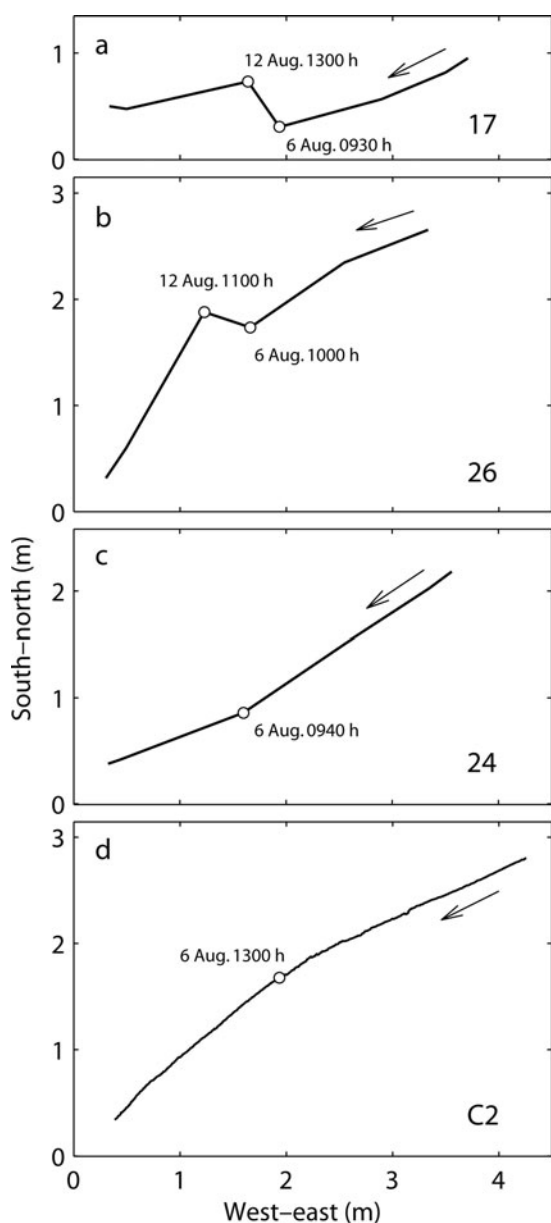 a
12 Aug. 1300 h
1
6 Aug. 0930 h
17
0
3
b
12 Aug. 1100 h
2
6 Aug. 1000 h
1
26
0
c
2
1
6 Aug. 0940 h
24
0
3
d
2
6 Aug. 1300 h
1
C2
0
0 1 2 3 4
West–east (m)
South–north (m)